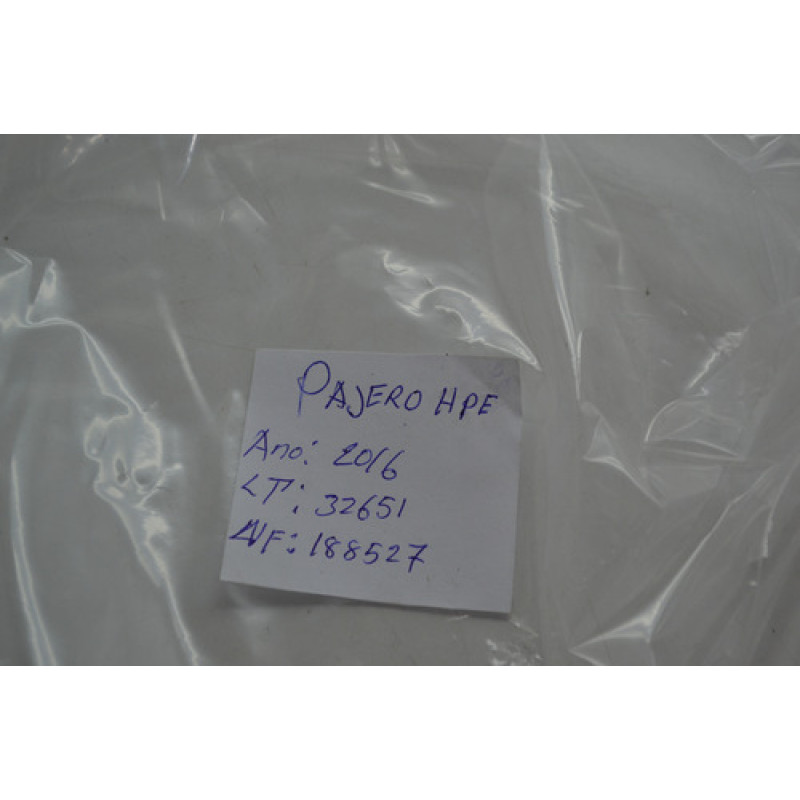 PAJERO HPE
Ano: 2016
LT: 32651
NF: 188527